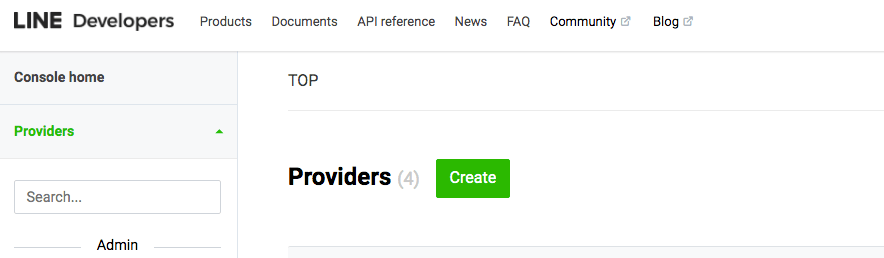 LINE Developers Products Documents API reference News FAQ Community Blog
Console home
Providers
Search...
Admin
TOP
Providers (4) Create